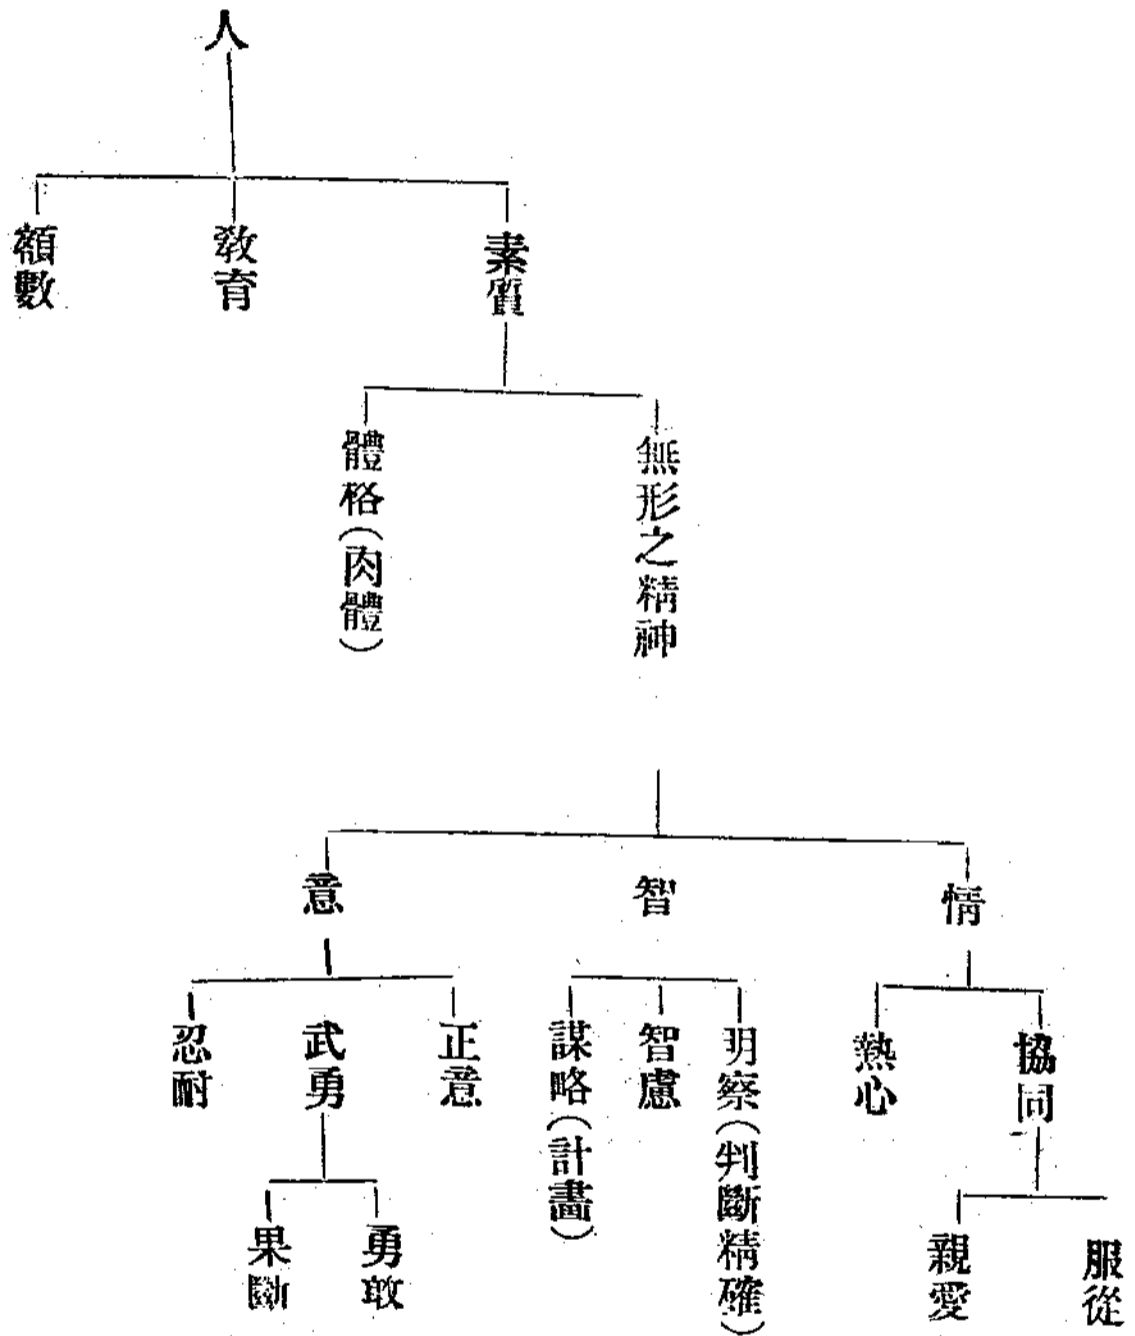 人
素質
教育
額數
無形之精神
體格(肉體)
情
智
意
協同
熱心
明察(判斷精確)
智慮
謀略(計畫)
正意
武勇
忍耐
服從
親愛
勇敢
果斷